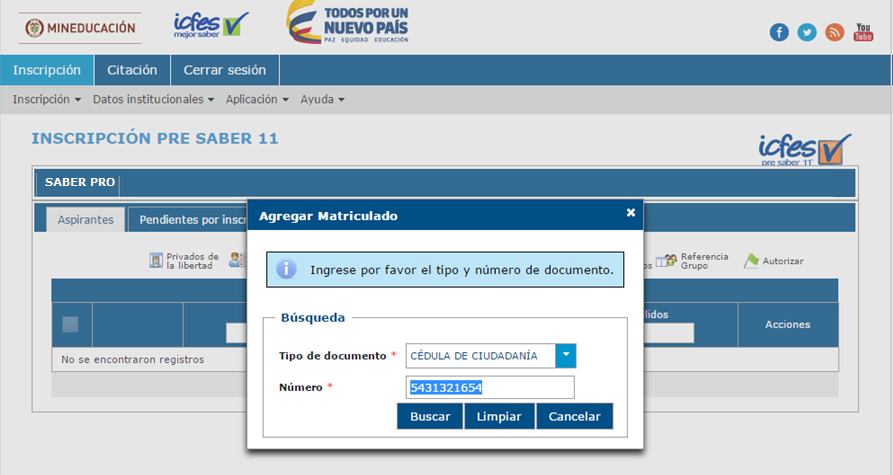 MINEDUCACIÓN
icfes
mejor saber
TODOS POR UN
NUEVO PAÍS
PAZ EQUIDAD EDUCACIÓN
You
Tube
Inscripción Citación Cerrar sesión
Inscripción Datos institucionales Aplicación Ayuda
INSCRIPCIÓN PRE SABER 11
icfes
pre saber 11°
SABER PRO
Aspirantes Pendientes por inscr
Agregar Matriculado
Privados de
la libertad
os
Referencia
Grupo
Autorizar
Ingrese por favor el tipo y número de documento.
llidos
Acciones
No se encontraron registros
Búsqueda
Tipo de documento * CÉDULA DE CIUDADANÍA
Número * 5431321654
Buscar Limpiar Cancelar